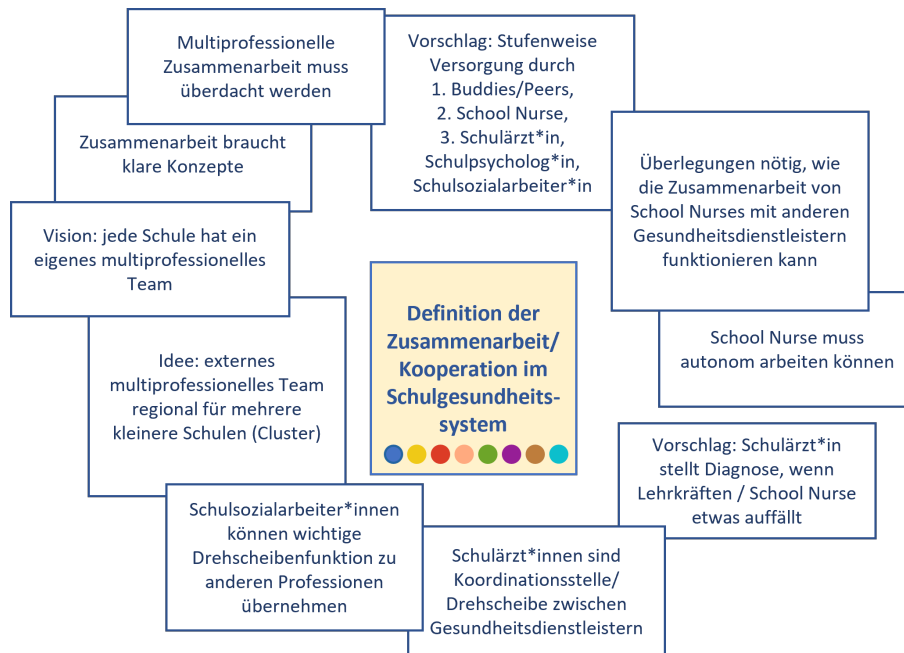 Multiprofessionelle
Zusammenarbeit muss
überdacht werden
Vorschlag: Stufenweise
Versorgung durch
1. Buddies/Peers,
2. School Nurse,
3. Schulärzt*in,
Schulpsycholog*in,
Schulsozialarbeiter*in
Zusammenarbeit braucht
klare Konzepte
Überlegungen nötig, wie
die Zusammenarbeit von
School Nurses mit anderen
Gesundheitsdienstleistern
funktionieren kann
Vision: jede Schule hat ein
eigenes multiprofessionelles
Team
Definition der
Zusammenarbeit/
Kooperation im
Schulgesundheits-
system
School Nurse muss
autonom arbeiten können
Idee: externes
multiprofessionelles Team
regional für mehrere
kleinere Schulen (Cluster)
Vorschlag: Schulärzt*in
stellt Diagnose, wenn
Lehrkräften / School Nurse
etwas auffällt
Schulsozialarbeiter*innen
können wichtige
Drehscheibenfunktion zu
anderen Professionen
übernehmen
Schulärzt*innen sind
Koordinationsstelle/
Drehscheibe zwischen
Gesundheitsdienstleistern